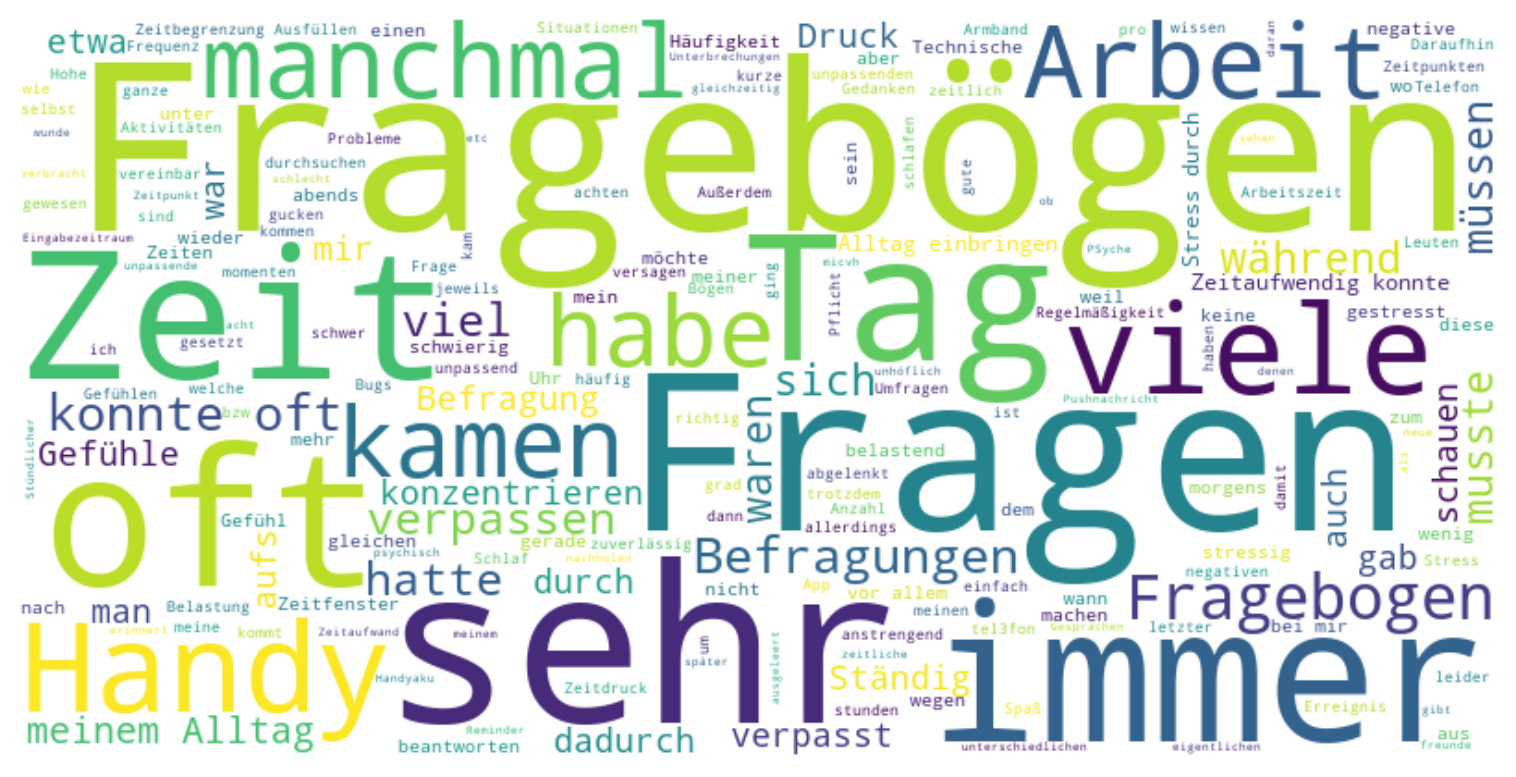 Zeitbegrenzung Ausfüllen einen Situationen Häufigkeit Druck Armband pro wissen negative
etwa Frequenz manchmal Unterbrechungen aber Technische Arbeit daran Daraufhin
Hohe kurze unpassenden Zeitpunkten
wie ganze gleichzeitig Gedanken zeitlich wo Telefon
selbst unter Fragebögen müssen
wunde Aktivitäten Probleme etc sehen
durchsuchen sein schlafen Stress durch
verbracht vereinbar schlecht
Zeitpunkt abends achten Außerdem gute Arbeitszeit
gewesen sind war gucken ob
Eingabezeitraum wieder kommen
Zeiten mir kam möchte Alltag einbringen PSyche während Leuten
unpassende momenten Frage versagen micvh
Zeit jeweils meiner ging Tag Zeitaufwendig konnte
mein Bögen Pflicht weil
acht viel habe Regelmäßigkeit keine gestresst
ich gesetzt schwer schwierig haben viele diese
unpassend
Gefühlen welche Bugs Uhr häufig sich unhöflich Umfragen denen
konnte oft bzw Befragung richtig Pushnachricht zum neue
Stündlicher mehr kamen waren Fragen ist als schauen musste
Gefühle belastend
oft konzentrieren grad abgelenkt morgens damit auch
verpassen trotzdem Anzahl
Gefühl dann allerdings dem wenig
gleichen gerade zuverlässig
aufs psychisch Schlaf nachholen Befragungen stressig gab Stress
hatte durch nicht App vor allem einfach wann negativen
nach man Belastung Zeitfenster meinen machen Fragebogen
erinnert meine kommt Zeitaufwand meinem um anstrengend tel3fon Gesprächen letzter bei mir
Handy sehr später zeitliche immer
Handyaku ausgeleert Ständig leider
Zeitdruck stunden wegen Spaß Erreignis gibt
meinem Alltag Reminder verpasst aus
beantworten dadurch unterschiedlichen eigentlichen freunde